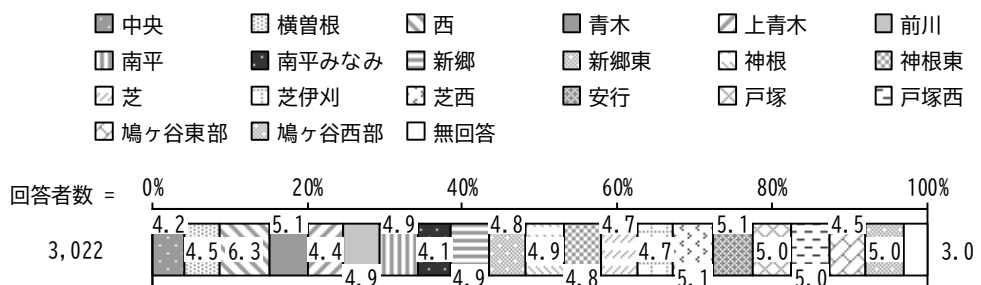 中央 横曽根 西 青木 上青木 前川
南平 南平みなみ 新郷 新郷東 神根 神根東
芝 芝伊刈 芝西 安行 戸塚 戸塚西
鳩ヶ谷東部 鳩ヶ谷西部 無回答
回答者数 = 0% 20% 40% 60% 80% 100%
4.2 5.1 4.9 4.8 4.7 5.1 4.5
3,022 4.5 6.3 4.4 4.1 4.9 4.7 5.0 5.0 3.0
4.9 4.9 4.8 5.1 5.0